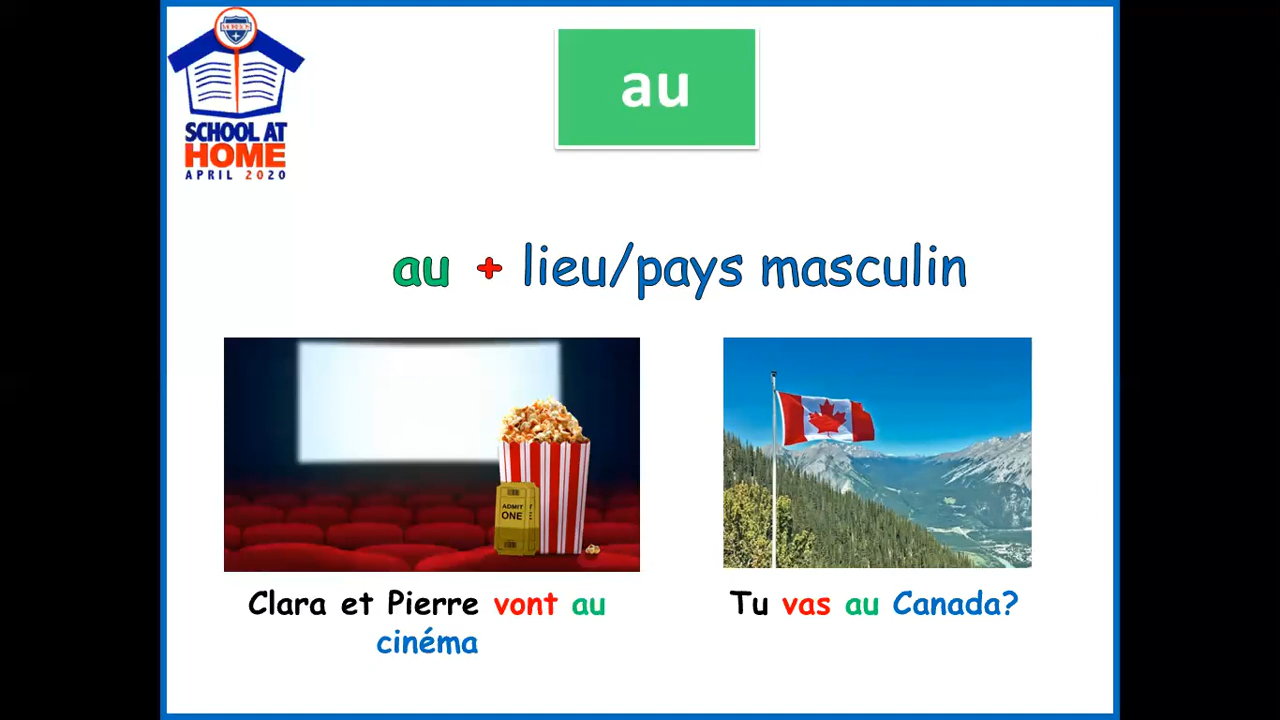 SCHOOL AT
HOME
APRIL 2020
au
au + lieu/pays masculin
ADMIT
ONE
Clara et Pierre vont au
cinéma
Tu vas au Canada?